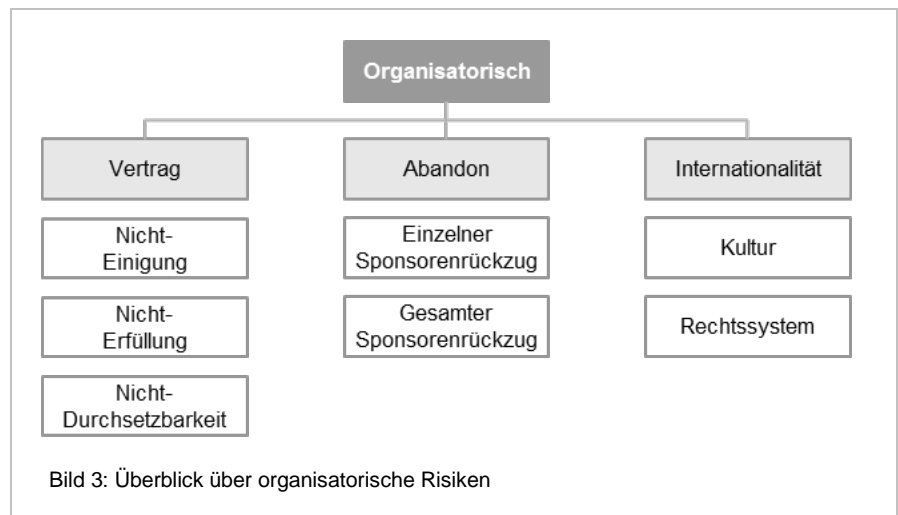 Organisatorisch
Vertrag
Nicht-
Einigung
Nicht-
Erfüllung
Nicht-
Durchsetzbarkeit
Abandon
Einzelner
Sponsorenrückzug
Gesamter
Sponsorenrückzug
Internationalität
Kultur
Rechtssystem
Bild 3: Überblick über organisatorische Risiken